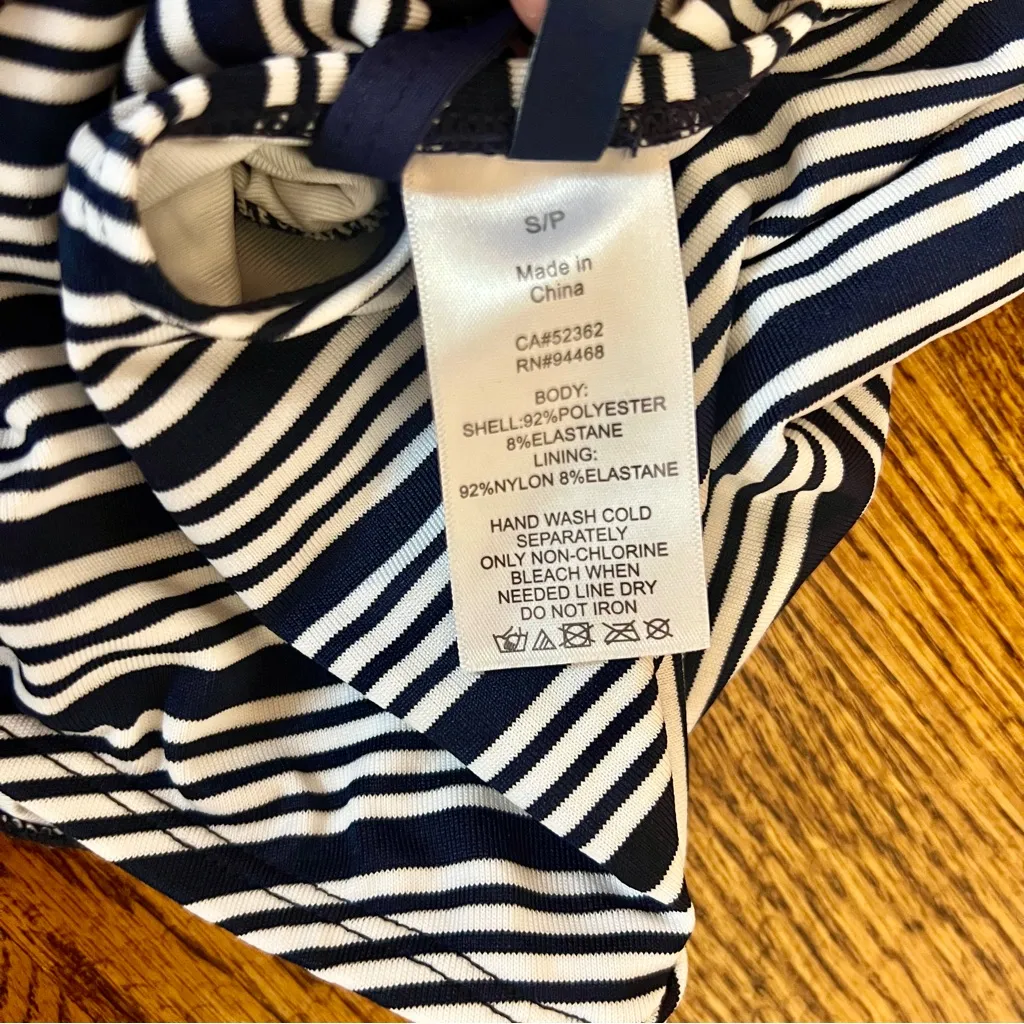 S/P
Made in
China
CA#52362
RN#94468
BODY:
SHELL:92%POLYESTER
8%ELASTANE
LINING:
92%NYLON 8%ELASTANE
HAND WASH COLD
SEPARATELY
ONLY NON-CHLORINE
BLEACH WHEN
NEEDED LINE DRY
DO NOT IRON